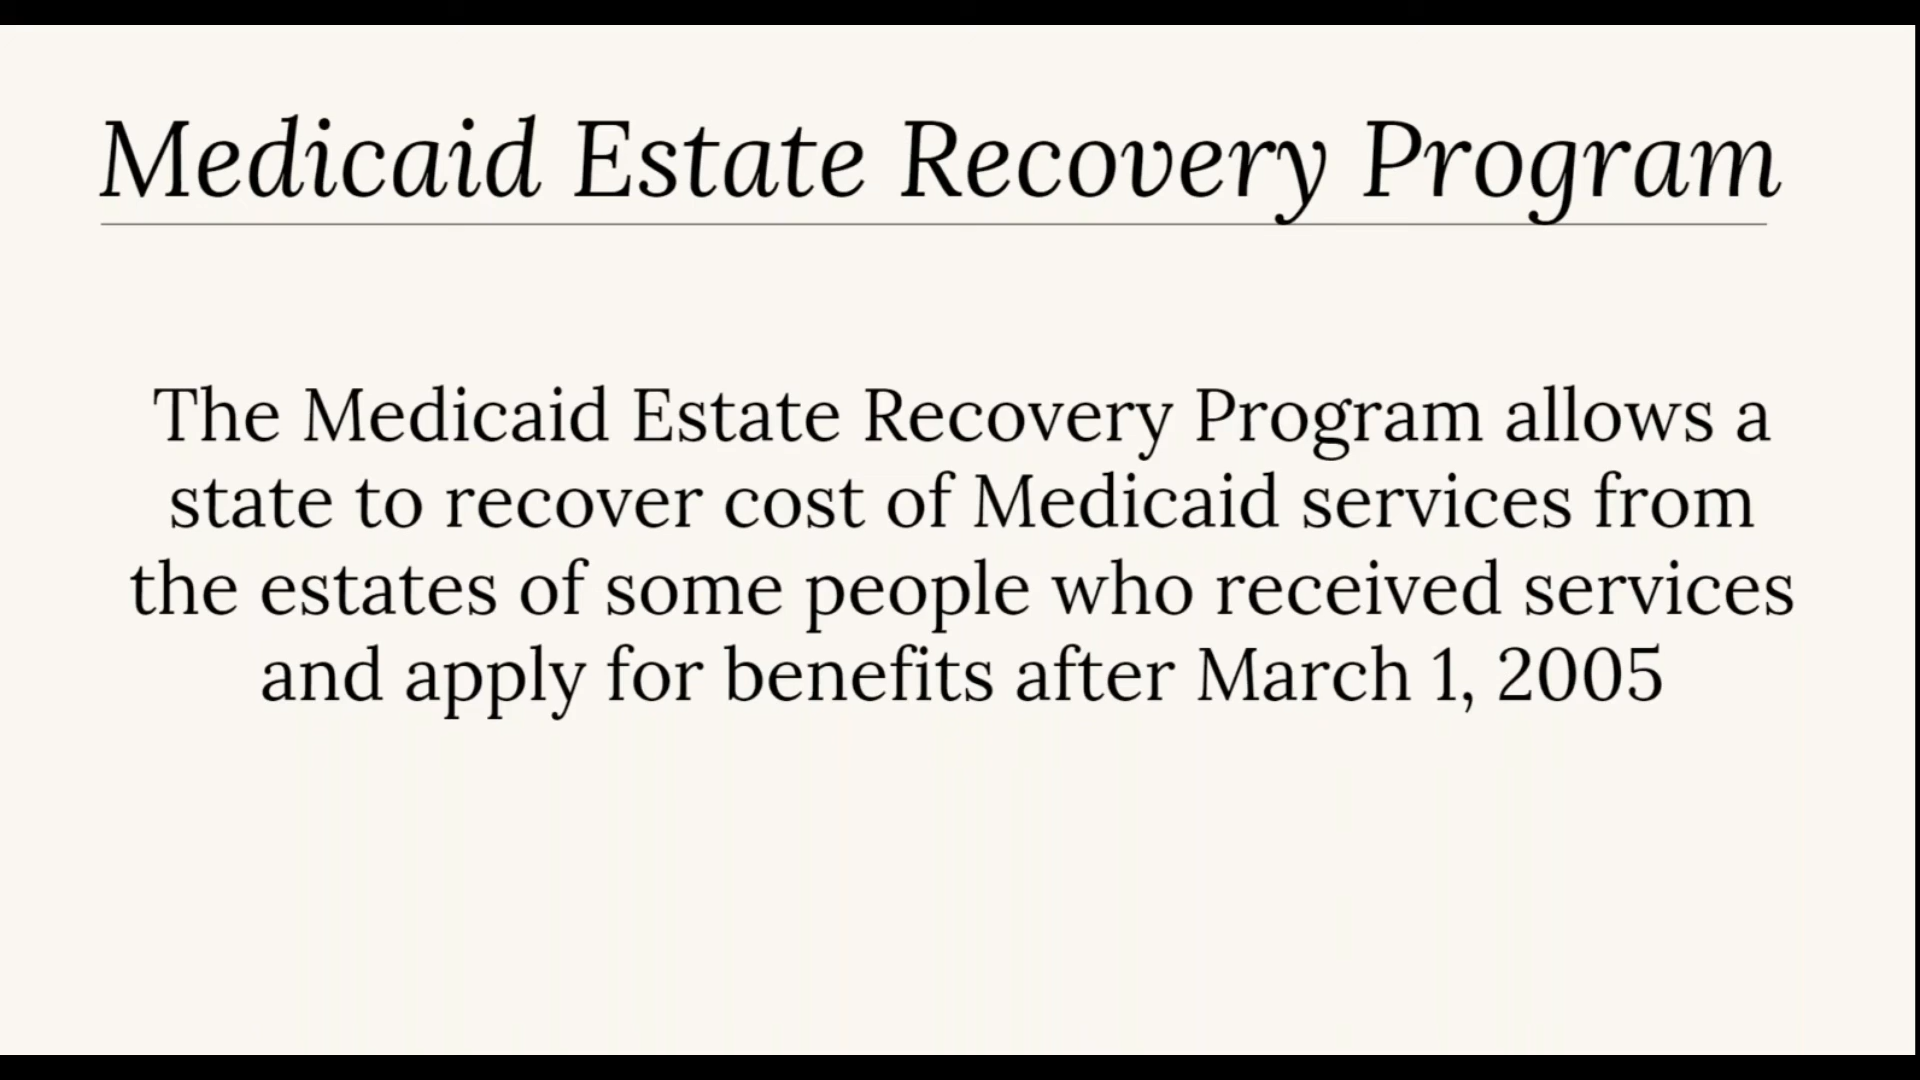 Medicaid Estate Recovery Program
The Medicaid Estate Recovery Program allows a
state to recover cost of Medicaid services from
the estates of some people who received services
and apply for benefits after March 1, 2005